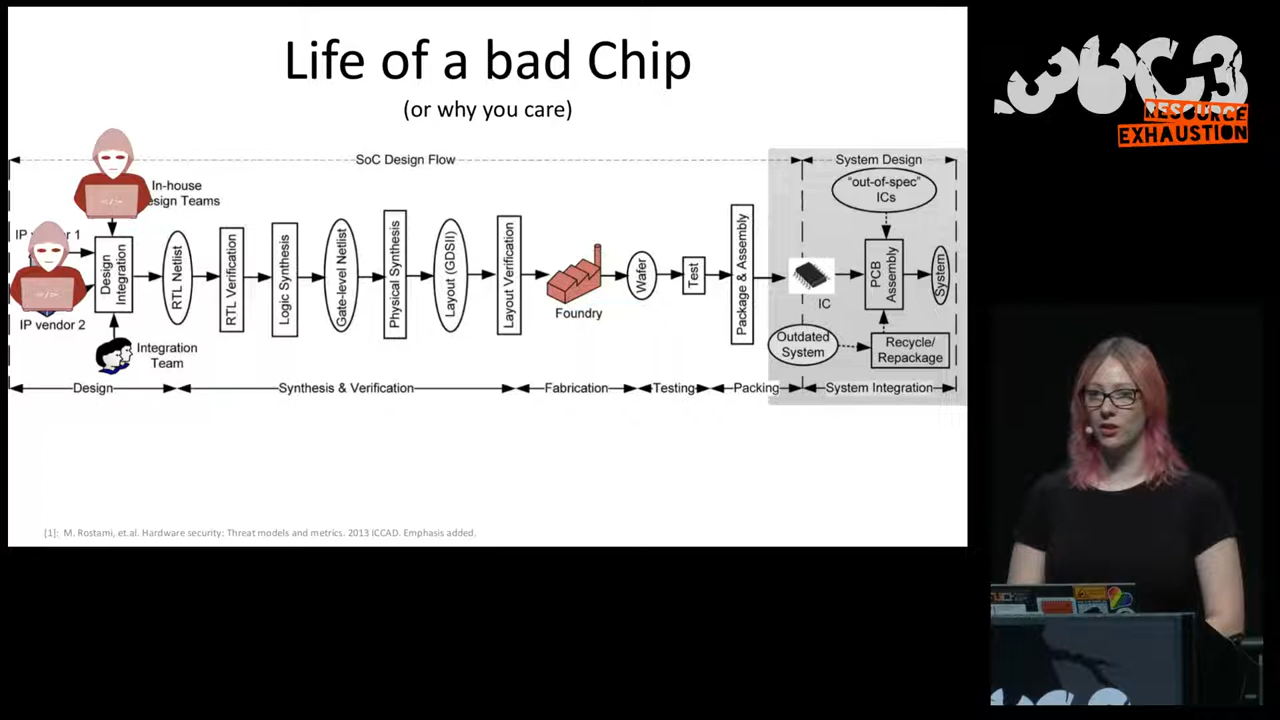 Life of a bad Chip
(or why you care)
SoC Design Flow
System Design
In-house
esign Teams
"out-of-spec"
ICs
IP
r 1
IP vendor 2
Design
Integration
RTL Netlist
RTL Verification
Logic Synthesis
Gate-level Netlist
Physical Synthesis
Layout (GDSII)
Layout Verification
Foundry
Wafer
Test
Package & Assembly
IC
PCB
Assembly
System
Integration
Team
Outdated
System
Recycle/
Repackage
Design
Synthesis & Verification
Fabrication
Testing
Packing
System Integration
[1]: M. Rostami, et.al. Hardware security: Threat models and metrics. 2013 ICCAD. Emphasis added.
36C3
RESOURCE
EXHAUSTION